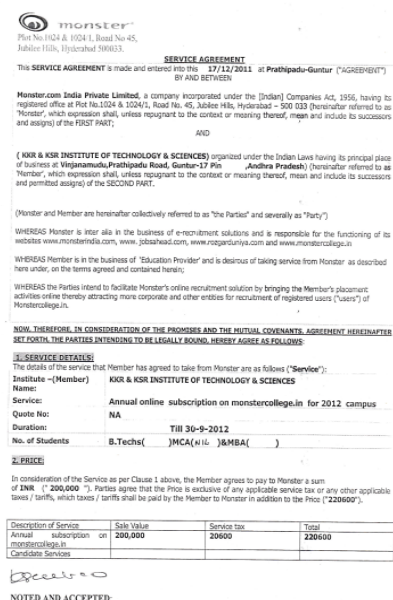 monster
Plot No.1024 & 1024/1, Road No 45,
Jubilee Hills, Hyderabad 500033.
SERVICE AGREEMENT
This SERVICE AGREEMENT is made and entered into this 17/12/2011 at Prathipadu-Guntur ("AGREEMENT")
BY AND BETWEEN
Monster.com India Private Limited, a company incorporated under the [Indian] Companies Act, 1956, having its
registered office at Plot No.1024 & 1024/1, Road No. 45, Jubilee Hills, Hyderabad – 500 033 (hereinafter referred to as
'Monster', which expression shall, unless repugnant to the context or meaning thereof, mean and include its successors
and assigns) of the FIRST PART;
AND
( KKR & KSR INSTITUTE OF TECHNOLOGY & SCIENCES) organized under the Indian Laws having its principal place
of business at Vinjanamudu,Prathipadu Road, Guntur-17 Pin ,Andhra Pradesh) (hereinafter referred to as
'Member', which expression shall, unless repugnant to the context or meaning thereof, mean and include its successors
and permitted assigns) of the SECOND PART.
(Monster and Member are hereinafter collectively referred to as "the Parties" and severally as "Party")
WHEREAS Monster is inter alia in the business of e-recruitment solutions and is responsible for the functioning of its
websites www.monsterindia.com, www. jobsahead.com, www.rozgarduniya.com and www.monstercollege.in
WHEREAS Member is in the business of 'Education Provider' and is desirous of taking service from Monster as described
here under, on the terms agreed and contained herein;
WHEREAS the Parties intend to facilitate Monster's online recruitment solution by bringing the Member's placement
activities online thereby attracting more corporate and other entities for recruitment of registered users ("users") of
Monstercollege.in.
NOW, THEREFORE, IN CONSIDERATION OF THE PROMISES AND THE MUTUAL COVENANTS, AGREEMENT HEREINAFTER
SET FORTH, THE PARTIES INTENDING TO BE LEGALLY BOUND, HEREBY AGREE AS FOLLOWS:
1. SERVICE DETAILS:
The details of the service that Member has agreed to take from Monster are as follows ("Service"):
Institute –(Member) KKR & KSR INSTITUTE OF TECHNOLOGY & SCIENCES
Name:
Service: Annual online subscription on monstercollege.in for 2012 campus
Quote No: NA
Duration: Till 30-9-2012
No. of Students B.Techs( )MCA(NIL )&MBA( )
2. PRICE:
In consideration of the Service as per Clause 1 above, the Member agrees to pay to Monster a sum
of INR (" 200,000 "). Parties agree that the Price is exclusive of any applicable service tax or any other applicable
taxes / tariffs, which taxes / tariffs shall be paid by the Member to Monster in addition to the Price ("220600").
Description of Service Sale Value Service tax Total
Annual subscription on 200,000 20600 220600
monstercollege.in
Candidate Services
NOTED AND ACCEPTED: